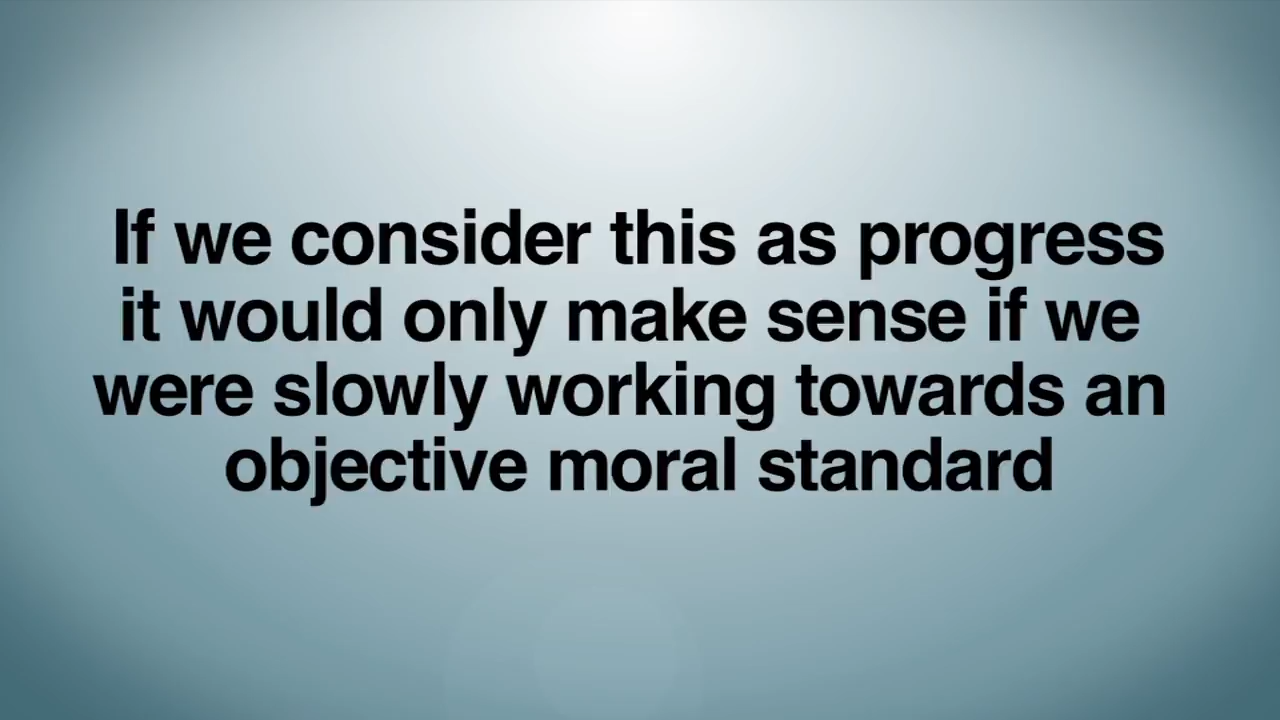 If we consider this as progress
it would only make sense if we
were slowly working towards an
objective moral standard